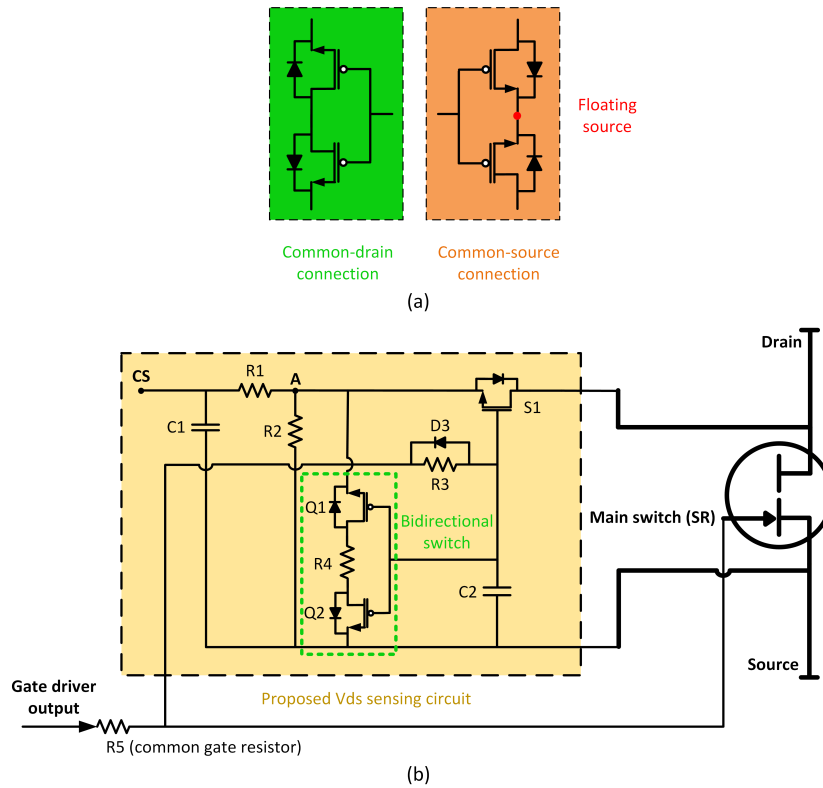 Floating
source
Common-drain
connection
Common-source
connection
(a)
Drain
CS
R1
A
S1
C1
R2
D3
R3
Q1
Bidirectional
switch
Main switch (SR)
R4
C2
Q2
Source
Gate driver
output
Proposed Vds sensing circuit
R5 (common gate resistor)
(b)